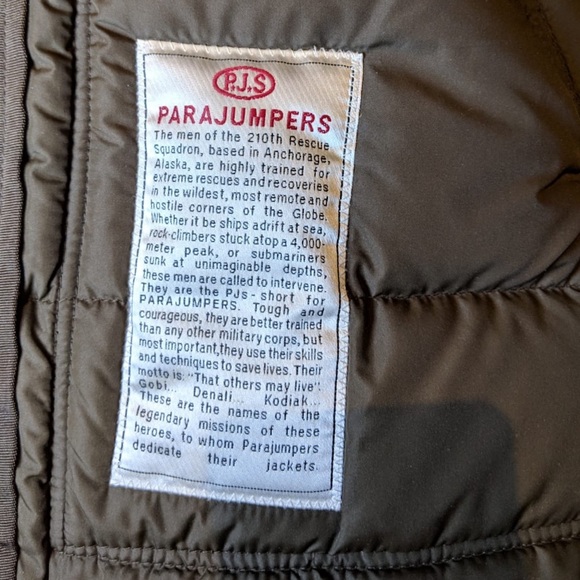 P.J.S
PARAJUMPERS
The men of the 210th Rescue
Squadron, based in Anchorage,
Alaska, are highly trained for
extreme rescues and recoveries
in the wildest, most remote and
hostile corners of the Globe.
Whether it be ships adrift at sea,
rock-climbers stuck atop a 4,000-
meter peak, or submariners
sunk at unimaginable depths,
these men are called to intervene.
They are the PJs - short for
PARAJUMPERS. Tough and
courageous, they are better trained
than any other military corps, but
most important, they use their skills
and techniques to save lives. Their
motto is: "That others may live".
Gobi... Denali... Kodiak...
These are the names of the
legendary missions of these
heroes, to whom Parajumpers
dedicate their jackets.